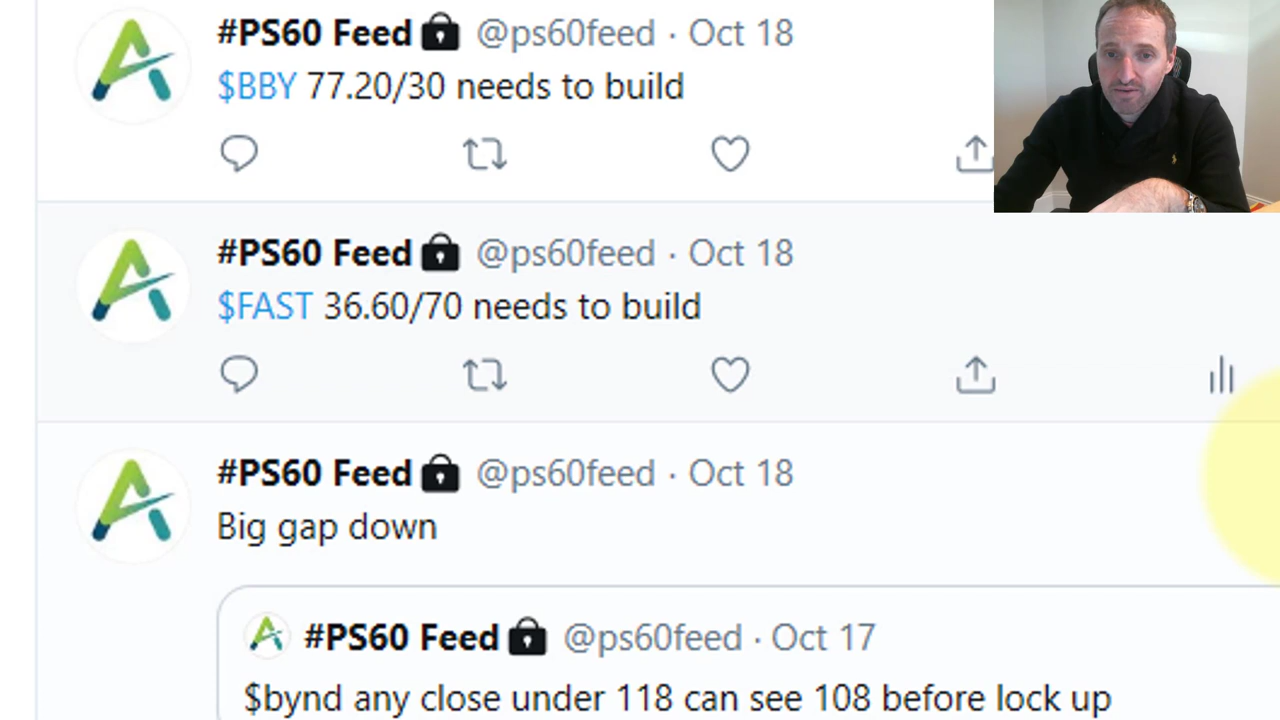 #PS60 Feed @ps60feed · Oct 18
$BBY 77.20/30 needs to build
#PS60 Feed @ps60feed · Oct 18
$FAST 36.60/70 needs to build
#PS60 Feed @ps60feed · Oct 18
Big gap down
#PS60 Feed @ps60feed · Oct 17
$bynd any close under 118 can see 108 before lock up